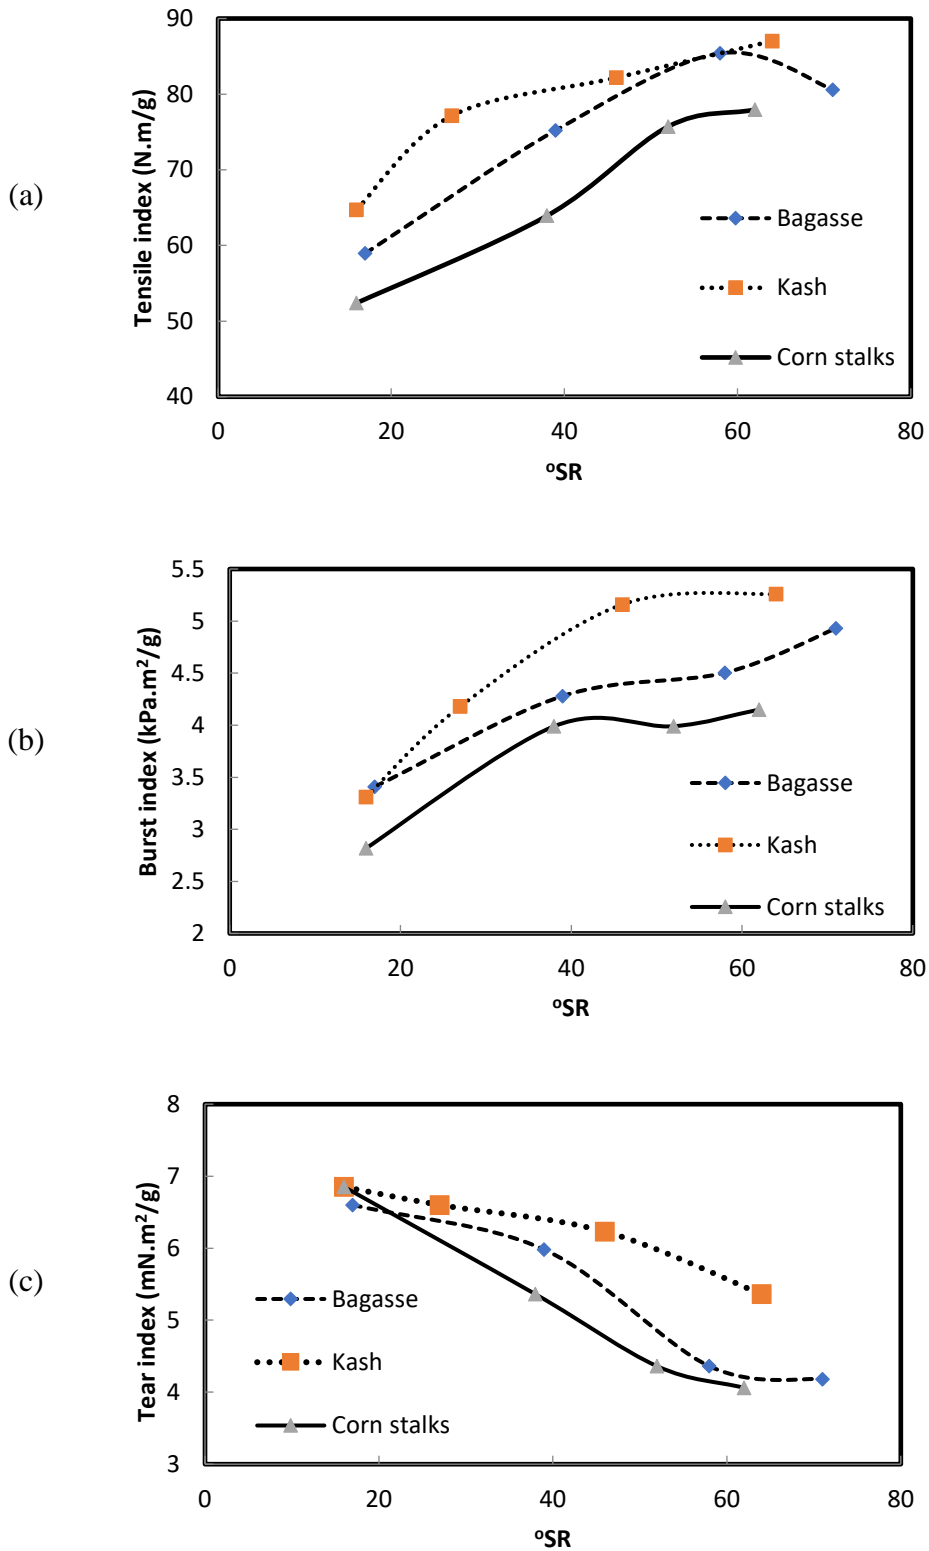 (a)
Tensile index (N.m/g)
90
80
70
60
50
40
0 20 40 60 80
ºSR
Bagasse
Kash
Corn stalks
(b)
Burst index (kPa.m²/g)
5.5
5
4.5
4
3.5
3
2.5
2
0 20 40 60 80
ºSR
Bagasse
Kash
Corn stalks
(c)
Tear index (mN.m²/g)
8
7
6
5
4
3
0 20 40 60 80
ºSR
Bagasse
Kash
Corn stalks